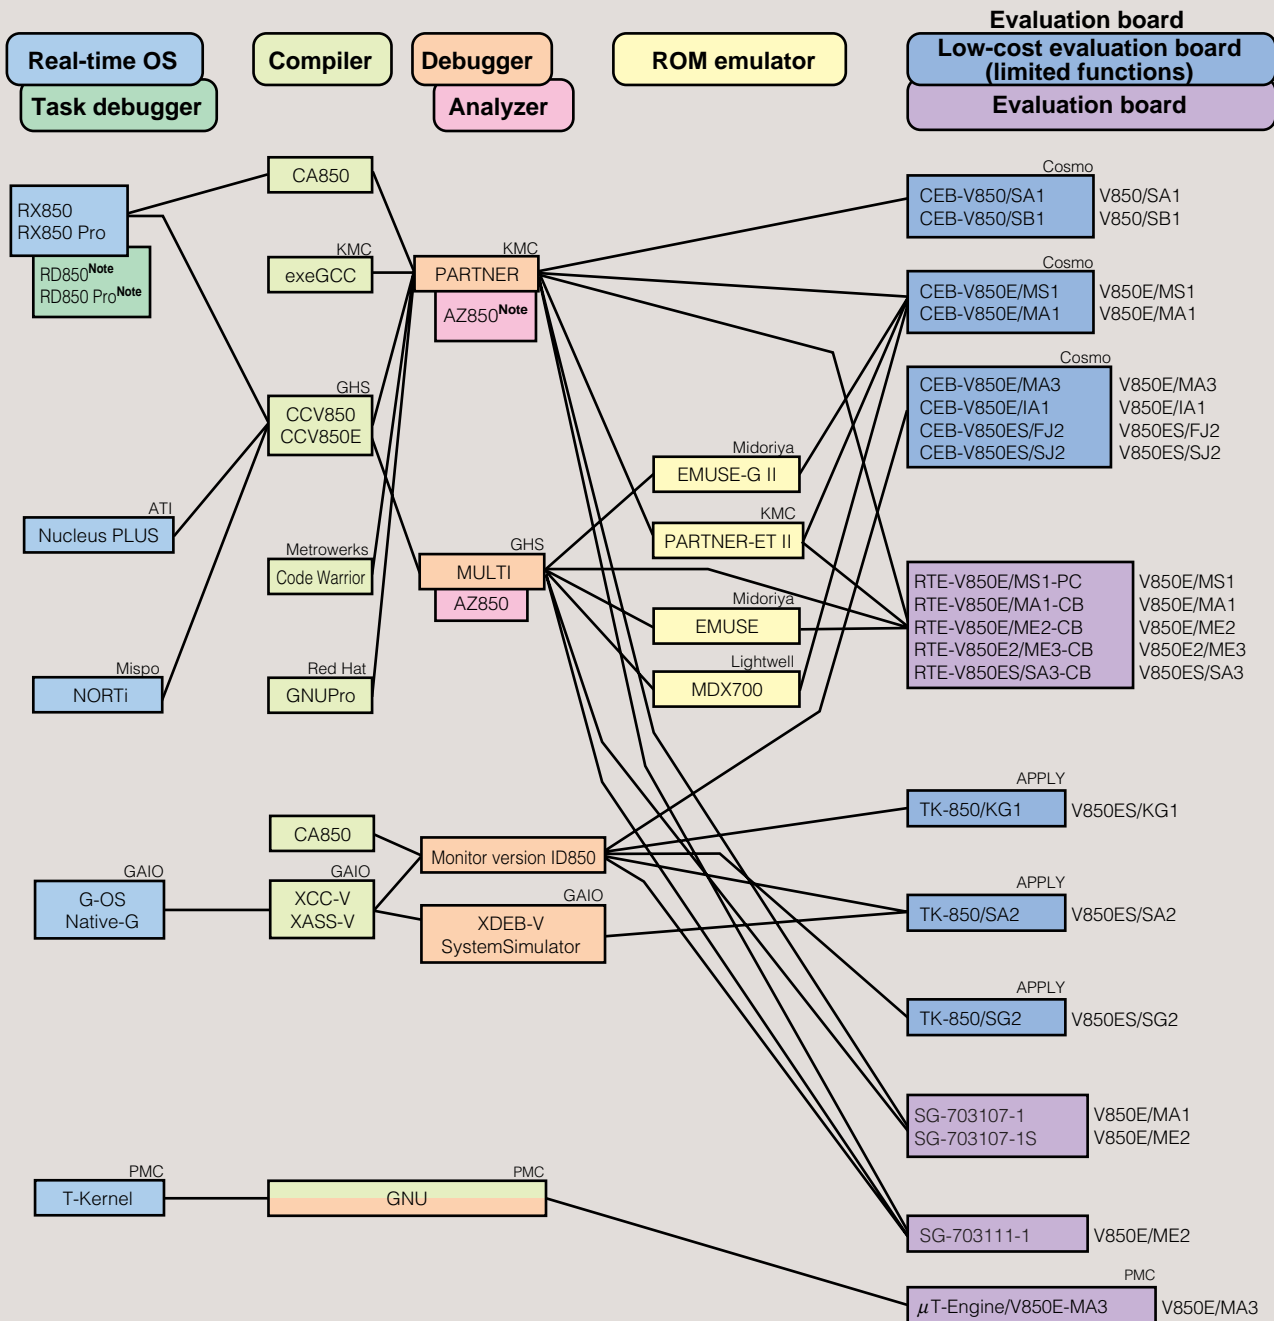 Evaluation board
Real-time OS
Task debugger
Compiler
Debugger
Analyzer
ROM emulator
Low-cost evaluation board
(limited functions)
Evaluation board
RX850
RX850 Pro
RD850Note
RD850 ProNote
ATI
Nucleus PLUS
Mispo
NORTi
GAIO
G-OS
Native-G
PMC
T-Kernel
CA850
KMC
exeGCC
GHS
CCV850
CCV850E
Metrowerks
Code Warrior
Red Hat
GNUPro
CA850
GAIO
XCC-V
XASS-V
PMC
GNU
KMC
PARTNER
AZ850Note
GHS
MULTI
AZ850
Monitor version ID850
GAIO
XDEB-V
SystemSimulator
Midoriya
EMUSE-G II
KMC
PARTNER-ET II
Midoriya
EMUSE
Lightwell
MDX700
Cosmo
CEB-V850/SA1 V850/SA1
CEB-V850/SB1 V850/SB1
Cosmo
CEB-V850E/MS1 V850E/MS1
CEB-V850E/MA1 V850E/MA1
Cosmo
CEB-V850E/MA3 V850E/MA3
CEB-V850E/IA1 V850E/IA1
CEB-V850ES/FJ2 V850ES/FJ2
CEB-V850ES/SJ2 V850ES/SJ2
RTE-V850E/MS1-PC V850E/MS1
RTE-V850E/MA1-CB V850E/MA1
RTE-V850E/ME2-CB V850E/ME2
RTE-V850E2/ME3-CB V850E2/ME3
RTE-V850ES/SA3-CB V850ES/SA3
APPLY
TK-850/KG1 V850ES/KG1
APPLY
TK-850/SA2 V850ES/SA2
APPLY
TK-850/SG2 V850ES/SG2
SG-703107-1 V850E/MA1
SG-703107-1S V850E/ME2
SG-703111-1 V850E/ME2
PMC
μT-Engine/V850E-MA3 V850E/MA3